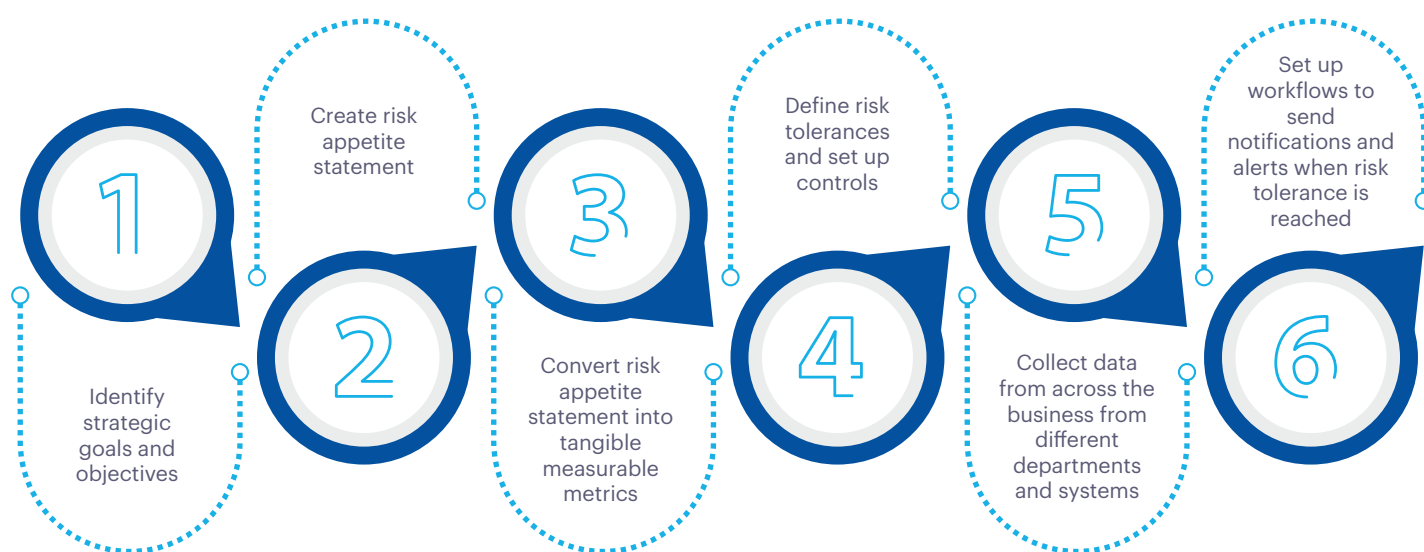 1
Identify
strategic
goals and
objectives
2
Create risk
appetite
statement
3
Convert risk
appetite
statement into
tangible
measurable
metrics
4
Define risk
tolerances
and set up
controls
5
Collect data
from across the
business from
different
departments
and systems
6
Set up
workflows to
send
notifications and
alerts when risk
tolerance is
reached